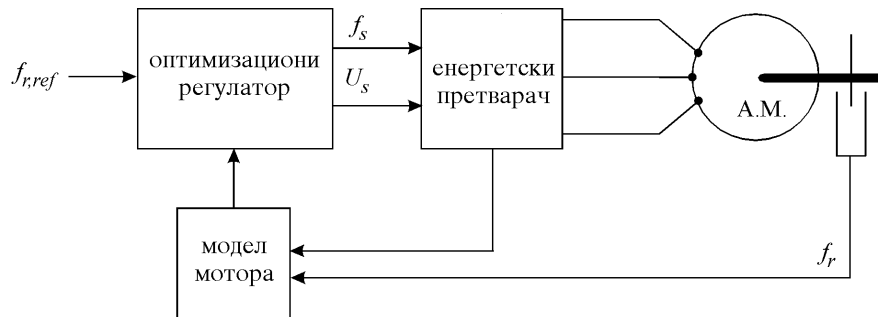 f_s
оптимизациони
регулатор
f_{r,ref}
U_s
енергетски
претварач
А.М.
модел
мотора
f_r